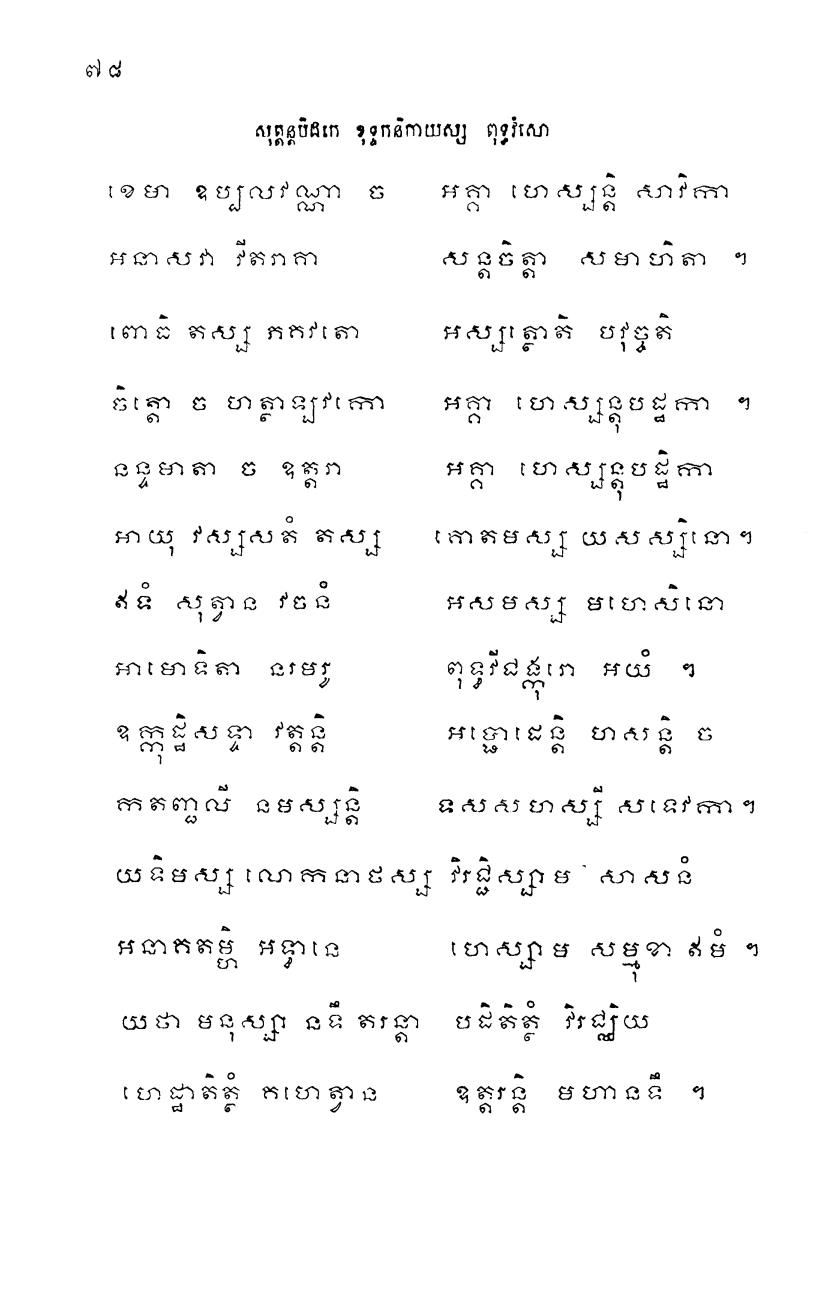 ៧៨
សុត្តន្តបិដកេ ខុទ្ទកនិកាយស្ស ពុទ្ធវំសោ
ខេមា ឧប្បលវណ្ណា ច អគ្គា ហេស្សន្តិ សាវិកា
អនាសវា វីតរាគា សន្តចិត្តា សមាហិតា ។
ពោធិ តស្ស ភគវតោ អស្សត្ថោតិ បវុច្ចតិ
ចិត្តោ ច ហត្ថាឡ្យវកោ អគ្គា ហេស្សន្តុបដ្ឋកា ។
នន្ទមាតា ច ឧត្តរា អគ្គា ហេស្សន្តុបដ្ឋិកា
អាយុ វស្សសតំ តស្ស គោតមស្ស យសស្សិនោ។
ឥទំ សុត្វាន វចនំ អសមស្ស មហេសិនោ
អាមោទិតា នរមរូ ពុទ្ធវីជង្កុរោ អយំ ។
ឧក្កុដ្ឋិសទ្ទា វត្តន្តិ អប្ផោដេន្តិ ហសន្តិ ច
កតញ្ជលី នមស្សន្តិ ទសសហស្សី សទេវកា។
យទិមស្ស លោកនាថស្ស វិរជ្ឈិស្សាម សាសនំ
អនាគតម្ហិ អទ្ធានេ ហេស្សាម សម្មុខា ឥមំ ។
យថា មនុស្សា នទឹ តរន្តា បដិតិត្ថំ វិរជ្ឈិយ
ហេដ្ឋាតិត្ថំ គហេត្វាន ឧត្តរន្តិ មហានទឹ ។